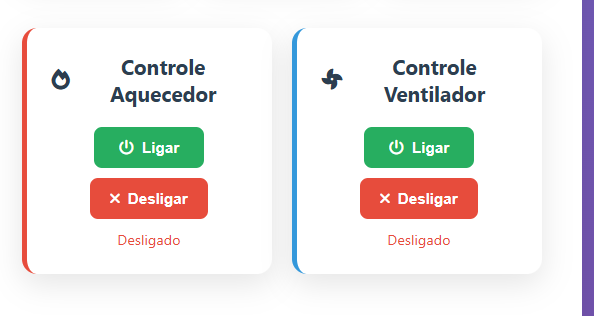 Controle
Aquecedor
Ligar
Desligar
Desligado
Controle
Ventilador
Ligar
Desligar
Desligado